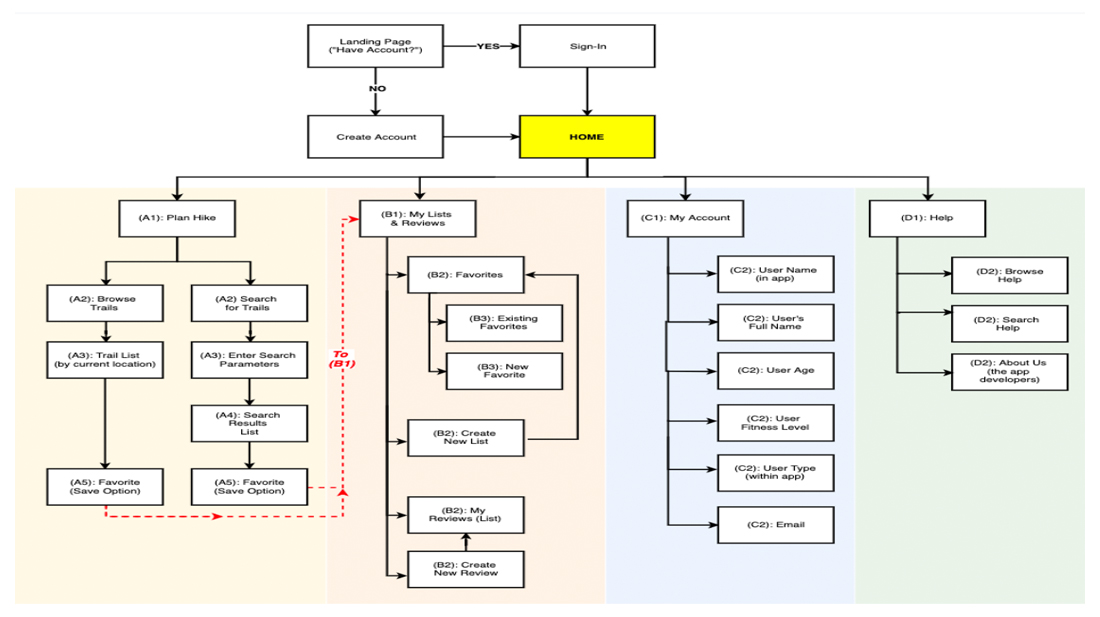 Landing Page
("Have Account?")
YES
Sign-In
NO
Create Account
HOME
(A1): Plan Hike
(A2): Browse
Trails
(A2) Search
for Trails
(A3): Trail List
(by current location)
(A3): Enter Search
Parameters
(A4): Search
Results
List
(A5): Favorite
(Save Option)
(A5): Favorite
(Save Option)
To
(B1)
(B1): My Lists
& Reviews
(B2): Favorites
(B3): Existing
Favorites
(B3): New
Favorite
(B2): Create
New List
(B2): My
Reviews (List)
(B2): Create
New Review
(C1): My Account
(C2): User Name
(in app)
(C2): User's
Full Name
(C2): User Age
(C2): User
Fitness Level
(C2): User Type
(within app)
(C2): Email
(D1): Help
(D2): Browse
Help
(D2): Search
Help
(D2): About Us
(the app
developers)